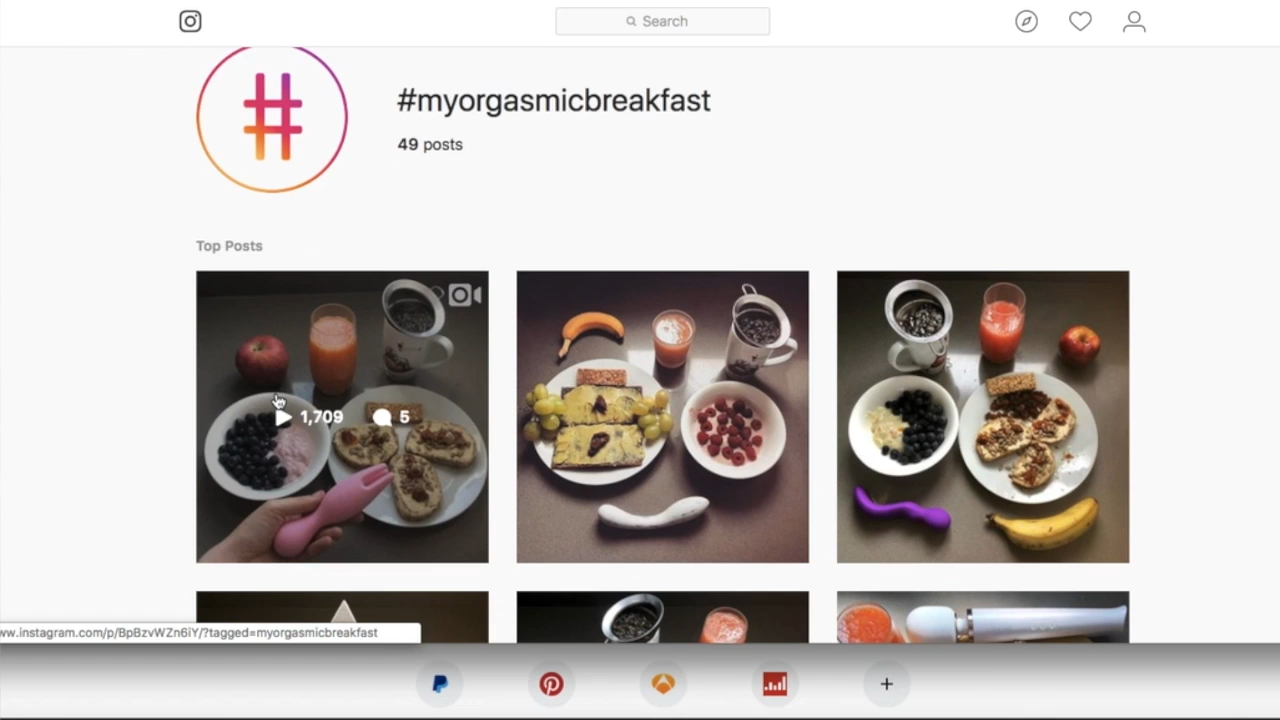 Search
#myorgasmicbreakfast
49 posts
Top Posts
1,709 5
ww.instagram.com/p/BpBzvWZn6iY/?tagged=myorgasmicbreakfast